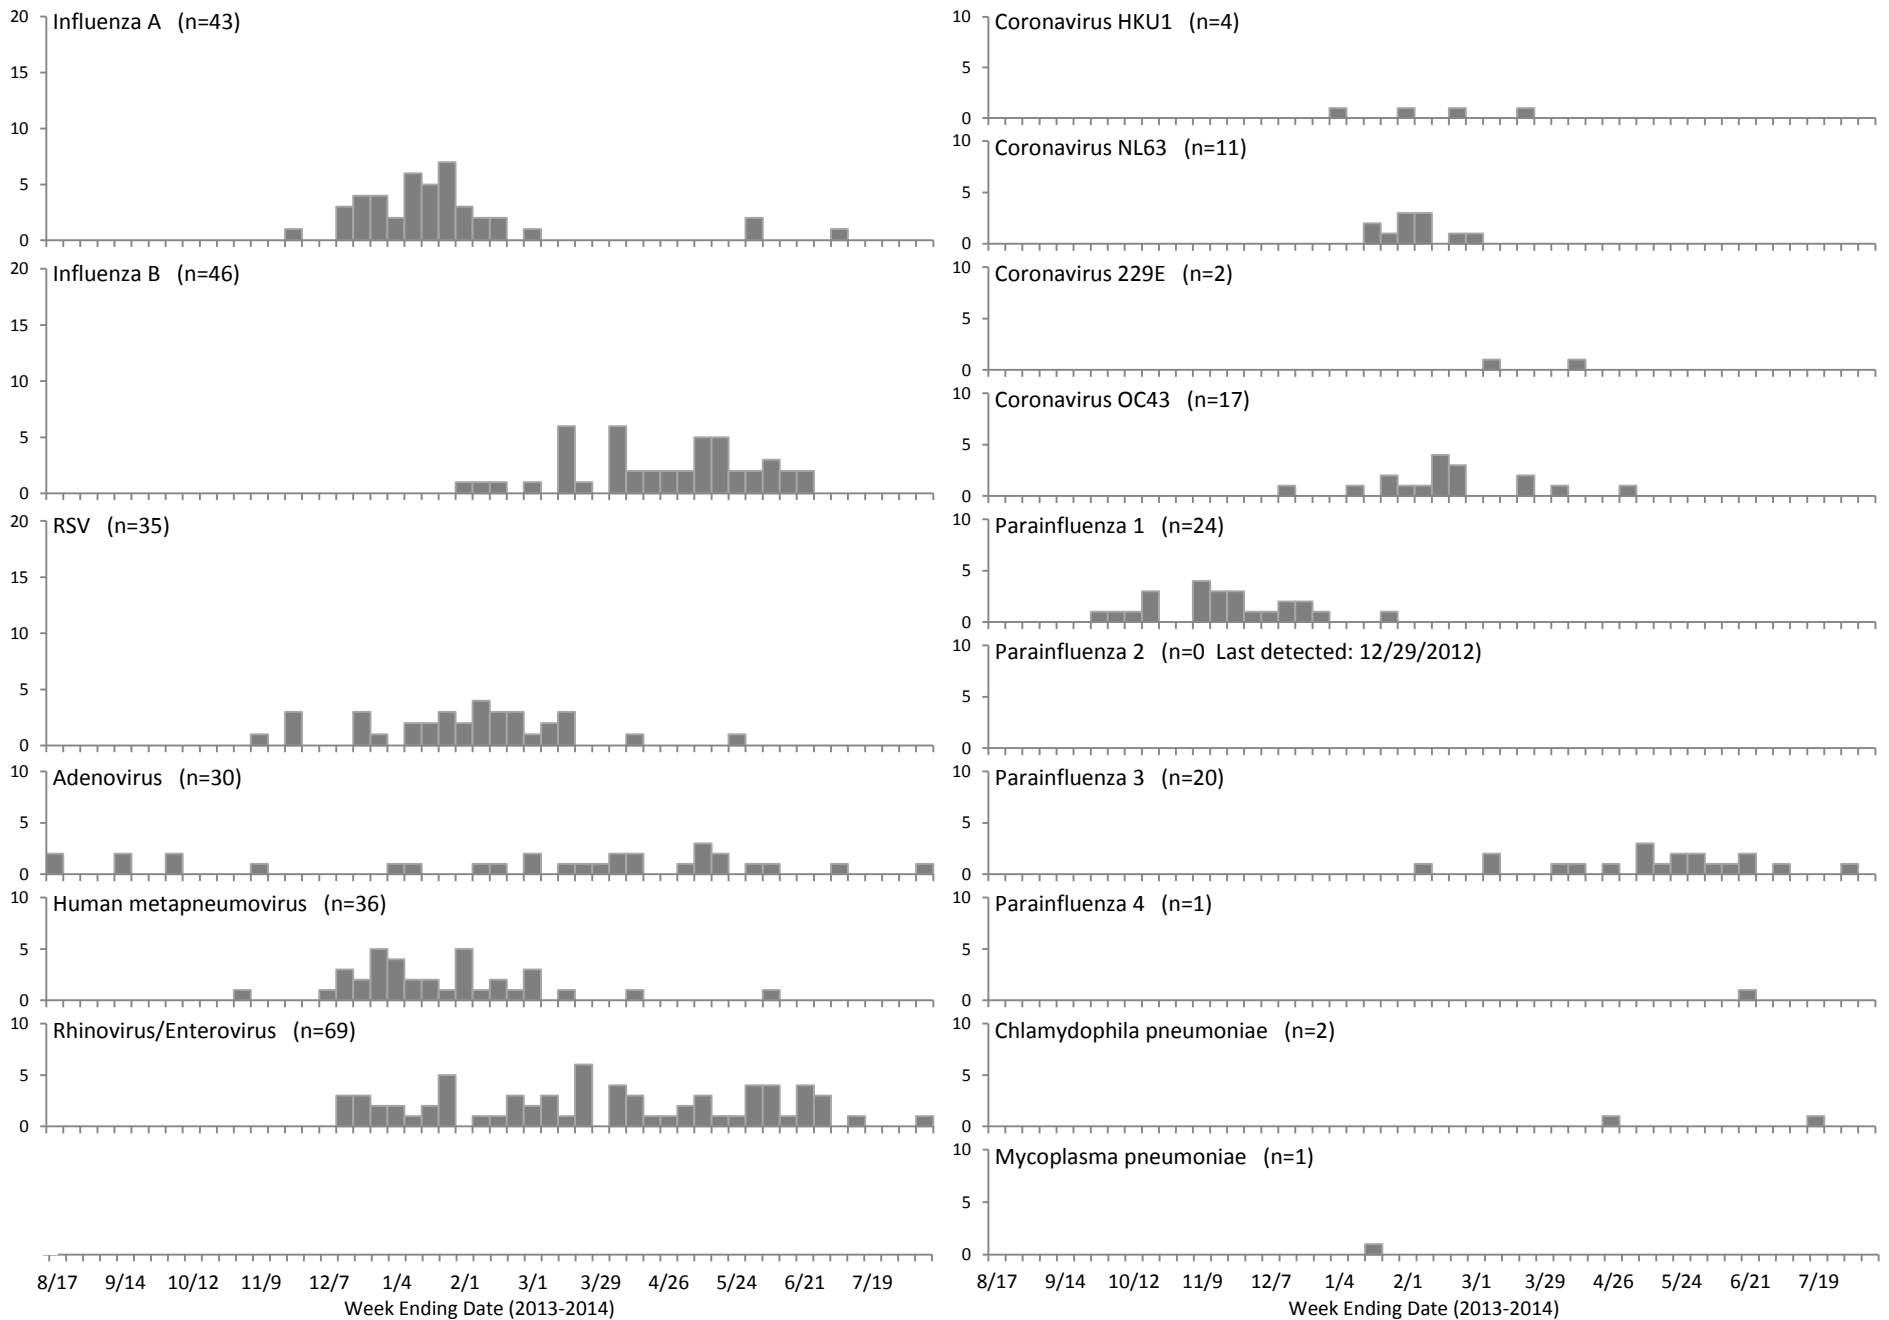 Influenza A (n=43)
20
15
10
5
0
Influenza B (n=46)
20
15
10
5
0
RSV (n=35)
20
15
10
5
0
Adenovirus (n=30)
10
5
0
Human metapneumovirus (n=36)
10
5
0
Rhinovirus/Enterovirus (n=69)
10
5
0
8/17 9/14 10/12 11/9 12/7 1/4 2/1 3/1 3/29 4/26 5/24 6/21 7/19
Week Ending Date (2013-2014)
Coronavirus HKU1 (n=4)
10
5
0
Coronavirus NL63 (n=11)
10
5
0
Coronavirus 229E (n=2)
10
5
0
Coronavirus OC43 (n=17)
10
5
0
Parainfluenza 1 (n=24)
10
5
0
Parainfluenza 2 (n=0 Last detected: 12/29/2012)
10
5
0
Parainfluenza 3 (n=20)
10
5
0
Parainfluenza 4 (n=1)
10
5
0
Chlamydophila pneumoniae (n=2)
10
5
0
Mycoplasma pneumoniae (n=1)
10
5
0
8/17 9/14 10/12 11/9 12/7 1/4 2/1 3/1 3/29 4/26 5/24 6/21 7/19
Week Ending Date (2013-2014)